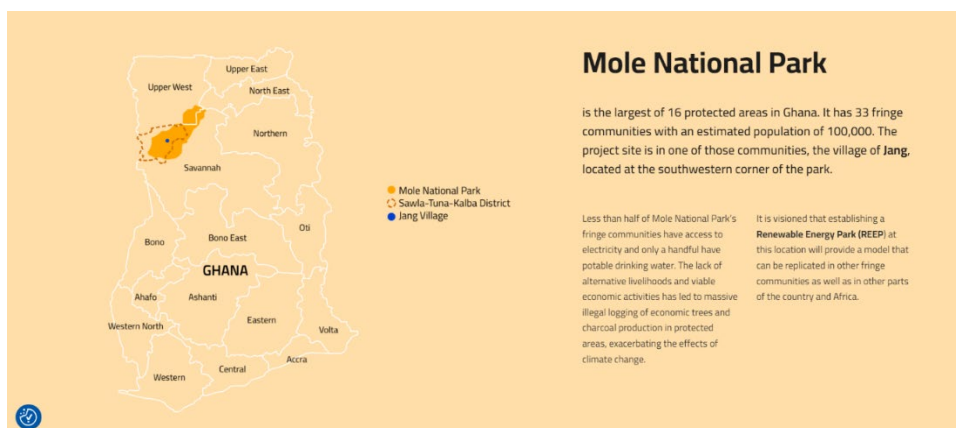 Upper East
Upper West
North East
Northern
Savannah
Mole National Park
Sawla-Tuna-Kalba District
Jang Village
Oti
Bono
Bono East
GHANA
Ahafo
Ashanti
Eastern
Western North
Volta
Accra
Central
Western
Mole National Park
is the largest of 16 protected areas in Ghana. It has 33 fringe
communities with an estimated population of 100,000. The
project site is in one of those communities, the village of Jang,
located at the southwestern corner of the park.
Less than half of Mole National Park's
fringe communities have access to
electricity and only a handful have
potable drinking water. The lack of
alternative livelihoods and viable
economic activities has led to massive
illegal logging of economic trees and
charcoal production in protected
areas, exacerbating the effects of
climate change.
It is visioned that establishing a
Renewable Energy Park (REEP) at
this location will provide a model that
can be replicated in other fringe
communities as well as in other parts
of the country and Africa.